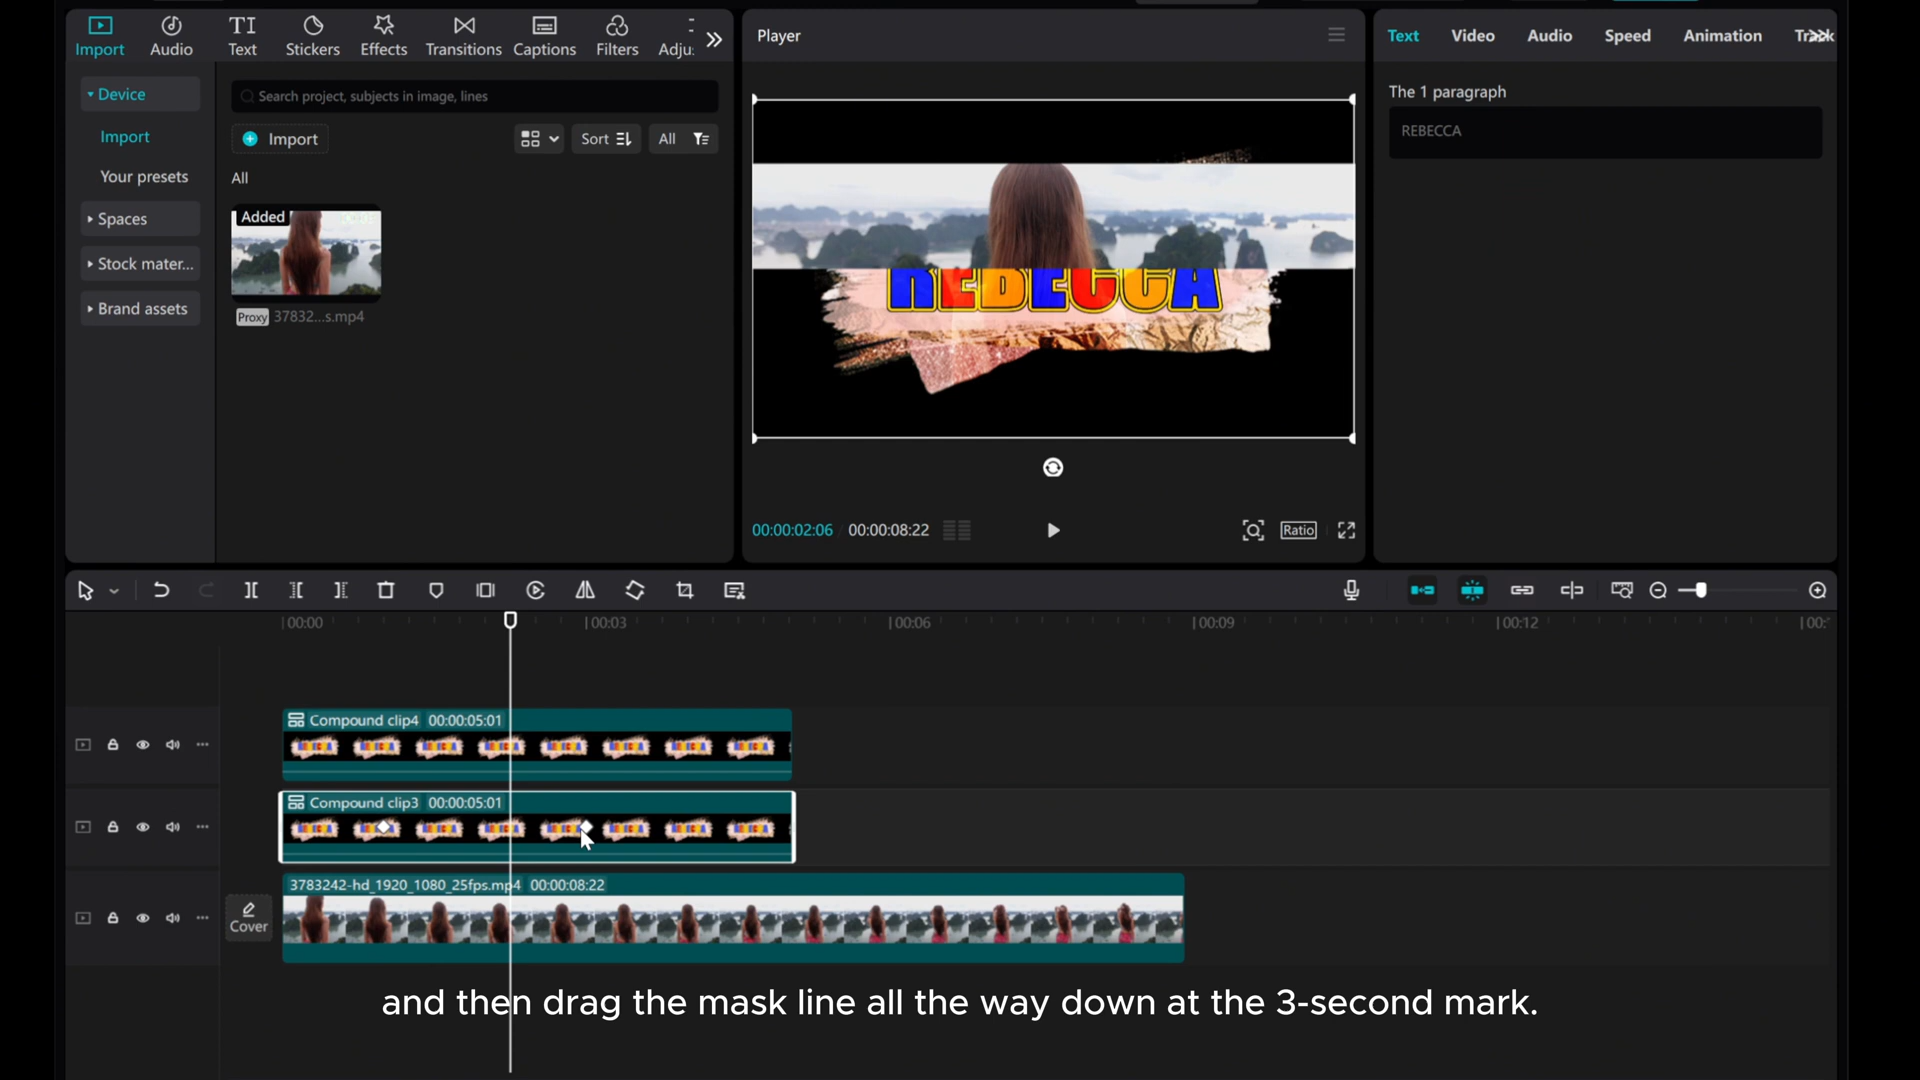 Import
Audio
Text
Stickers
Effects
Transitions
Captions
Filters
Adju
Player
Text
Video
Audio
Speed
Animation
Track
Device
Import
Your presets
Spaces
Stock mater...
Brand assets
Search project, subjects in image, lines
Import
Sort
All
All
Added
Proxy 37832...s.mp4
The 1 paragraph
REBECCA
REBECCA
00:00:02:06 00:00:08:22
Ratio
00:00
00:03
00:06
00:09
00:12
00:
Compound clip4 00:00:05:01
Compound clip3 00:00:05:01
3783242-hd_1920_1080_25fps.mp4 00:00:08:22
Cover
and then drag the mask line all the way down at the 3-second mark.